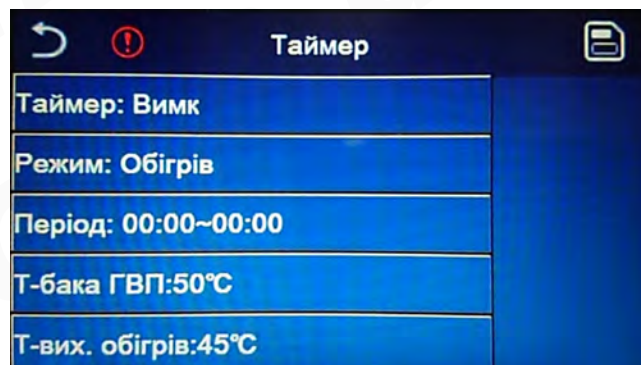 Таймер
Таймер: Вимк
Режим: Обігрів
Період: 00:00~00:00
Т-бака ГВП:50℃
Т-вих. обігрів:45℃